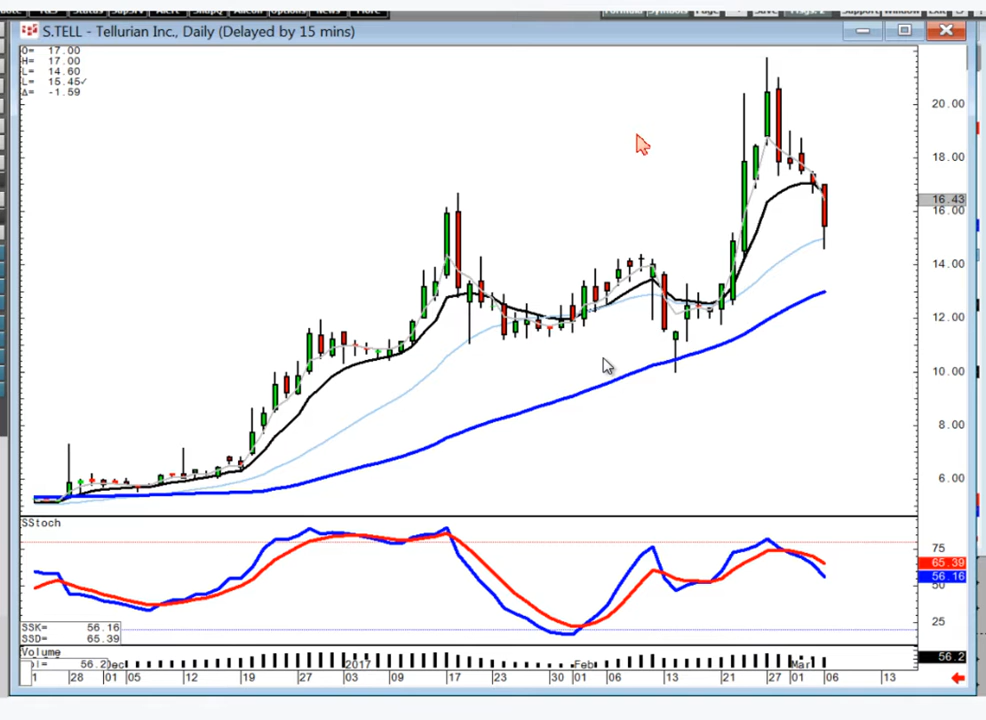 S.TELL - Tellurian Inc., Daily (Delayed by 15 mins)
O= 17.00
H= 17.00
L= 14.60
L= 15.45✓
Δ= -1.59
20.00
18.00
16.43
16.00
14.00
12.00
10.00
8.00
6.00
SStoch
75
65.39
56.16
50
25
SSK= 56.16
SSD= 65.39
Volume
56.2
Dec
2017
Feb
Mar
56.2
28 01 05 12 19 03 09 17 23 30 01 06 13 21 27 01 06 13